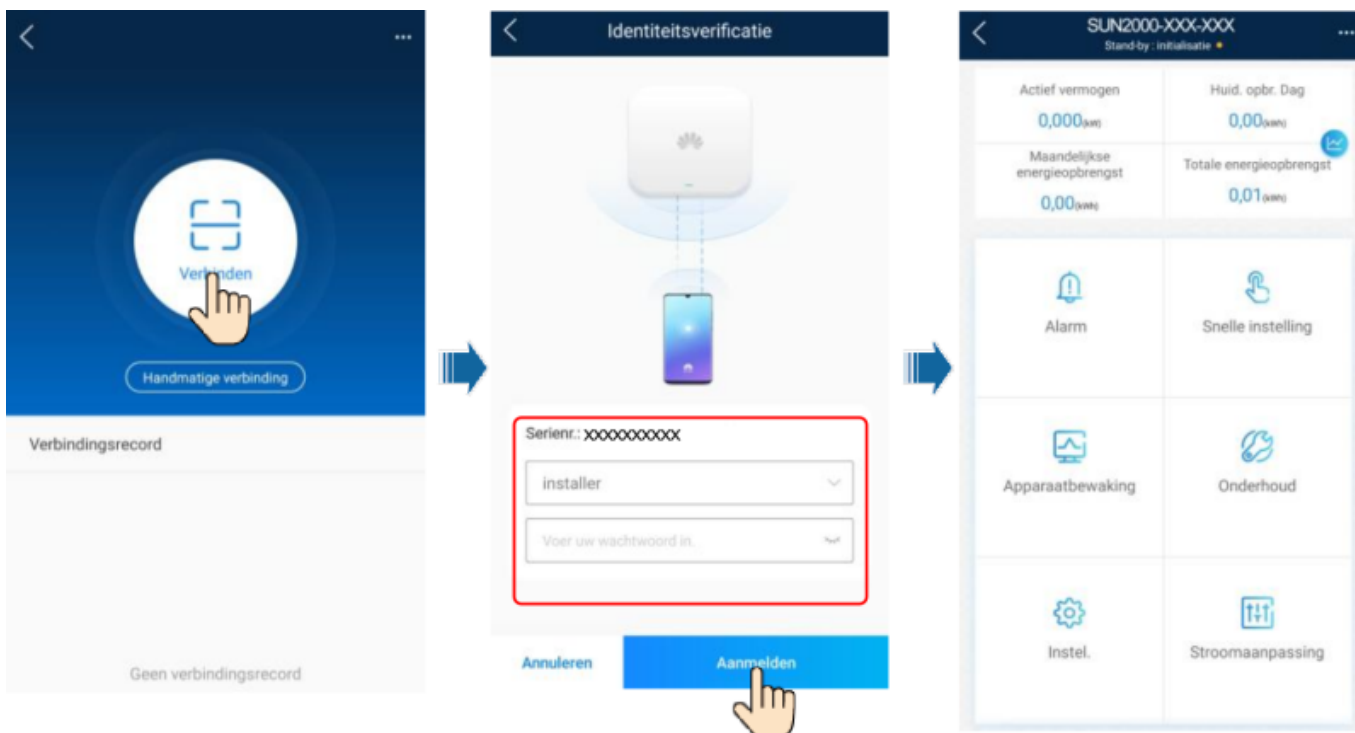 Verbinden
Handmatige verbinding
Verbindingsrecord
Geen verbindingsrecord
Identiteitsverificatie
Serienr.: XXXXXXXXXX
installer
Voer uw wachtwoord in.
Annuleren
Aanmelden
SUN2000-XXX-XXX
Stand-by : initialisatie
Actief vermogen
0,000(kW)
Huid. opbr. Dag
0,00(kWh)
Maandelijkse
energieopbrengst
0,00(kWh)
Totale energieopbrengst
0,01(kWh)
Alarm
Snelle instelling
Apparaatbewaking
Onderhoud
Instel.
Stroomaanpassing